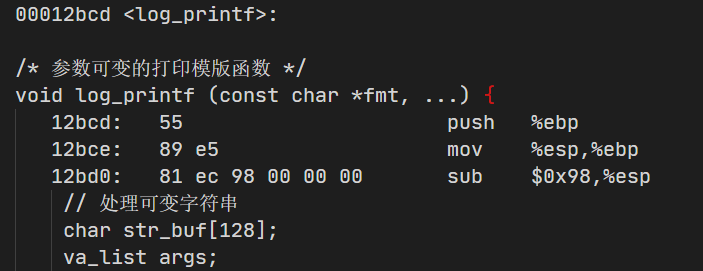 00012bcd <log_printf>:
/* 参数可变的打印模版函数 */
void log_printf (const char *fmt, ...) {
12bcd: 55 push %ebp
12bce: 89 e5 mov %esp,%ebp
12bd0: 81 ec 98 00 00 00 sub $0x98,%esp
// 处理可变字符串
char str_buf[128];
va_list args;